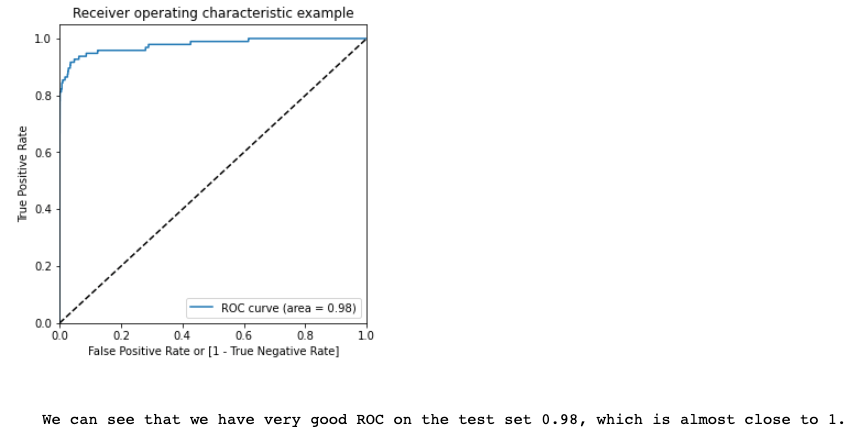 Receiver operating characteristic example
1.0
0.8
0.6
0.4
0.2
0.0
True Positive Rate
ROC curve (area = 0.98)
0.0 0.2 0.4 0.6 0.8 1.0
False Positive Rate or [1 - True Negative Rate]
We can see that we have very good ROC on the test set 0.98, which is almost close to 1.